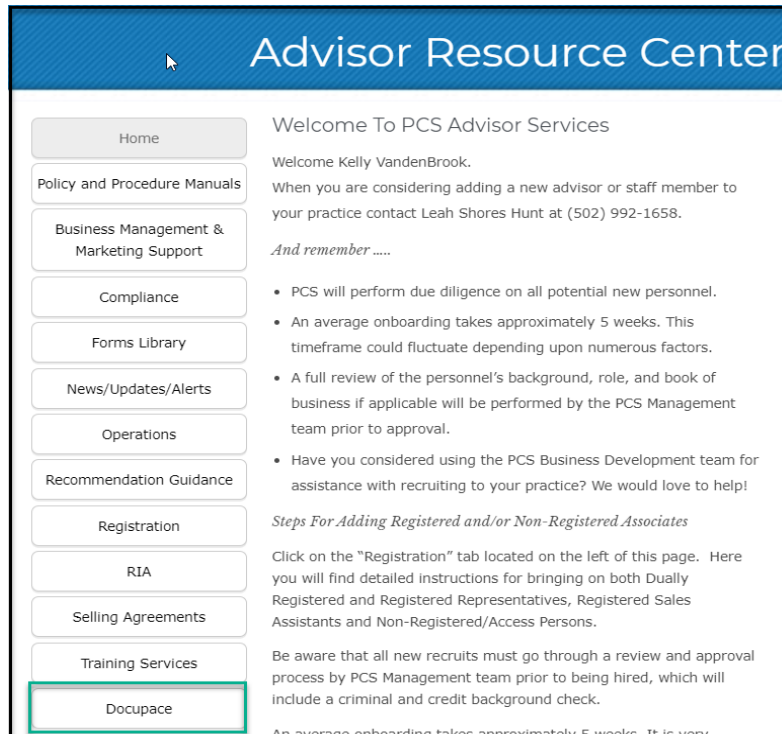 Advisor Resource Center
Home
Policy and Procedure Manuals
Business Management &
Marketing Support
Compliance
Forms Library
News/Updates/Alerts
Operations
Recommendation Guidance
Registration
RIA
Selling Agreements
Training Services
Docupace
Welcome To PCS Advisor Services
Welcome Kelly VandenBrook.
When you are considering adding a new advisor or staff member to
your practice contact Leah Shores Hunt at (502) 992-1658.
And remember .....
• PCS will perform due diligence on all potential new personnel.
• An average onboarding takes approximately 5 weeks. This
timeframe could fluctuate depending upon numerous factors.
• A full review of the personnel’s background, role, and book of
business if applicable will be performed by the PCS Management
team prior to approval.
• Have you considered using the PCS Business Development team for
assistance with recruiting to your practice? We would love to help!
Steps For Adding Registered and/or Non-Registered Associates
Click on the “Registration” tab located on the left of this page. Here
you will find detailed instructions for bringing on both Dually
Registered and Registered Representatives, Registered Sales
Assistants and Non-Registered/Access Persons.
Be aware that all new recruits must go through a review and approval
process by PCS Management team prior to being hired, which will
include a criminal and credit background check.
An average onboarding takes approximately 5 weeks. It is very